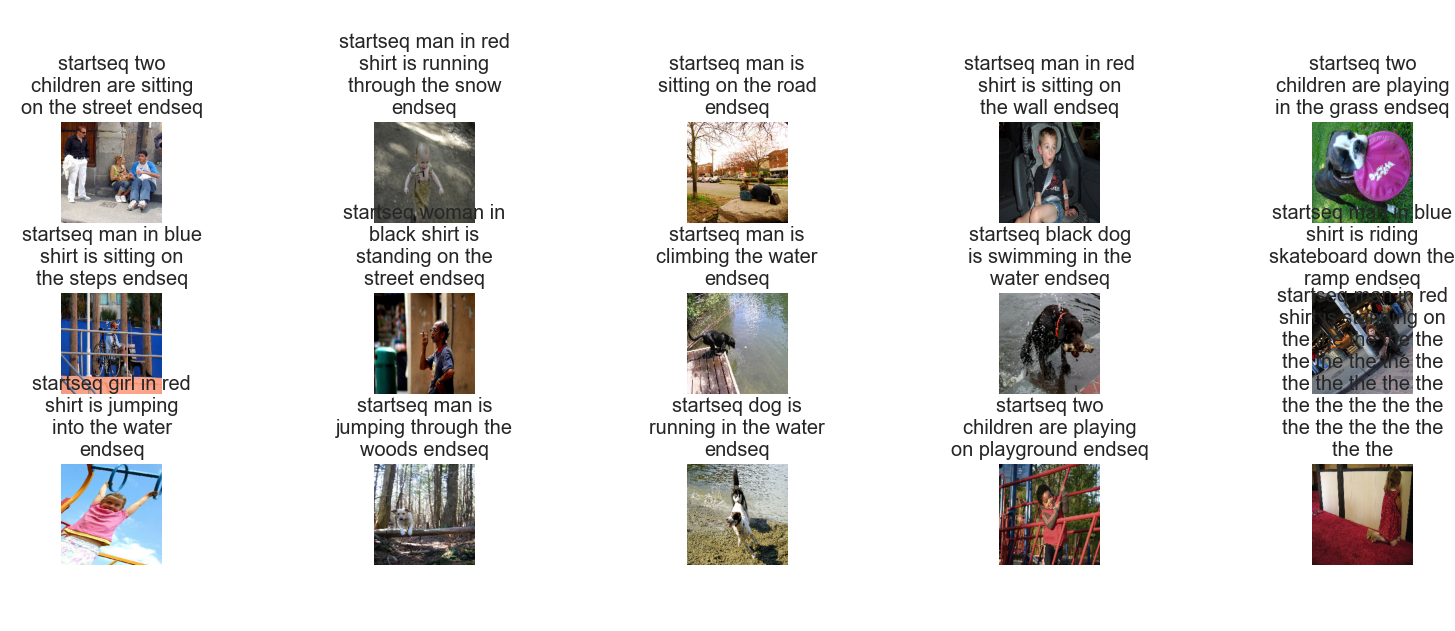 startseq two
children are sitting
on the street endseq
startseq man in red
shirt is running
through the snow
endseq
startseq man is
sitting on the road
endseq
startseq man in red
shirt is sitting on
the wall endseq
startseq two
children are playing
in the grass endseq
startseq man in blue
shirt is sitting on
the steps endseq
startseq woman in
black shirt is
standing on the
street endseq
startseq man is
climbing the water
endseq
startseq black dog
is swimming in the
water endseq
startseq man in blue
shirt is riding
skateboard down the
ramp endseq
startseq girl in red
shirt is jumping
into the water
endseq
startseq man is
jumping through the
woods endseq
startseq dog is
running in the water
endseq
startseq two
children are playing
on playground endseq
startseq man in red
shirt is on
the the the the the
the the the the the
the the the the the
the the the the the
the the the the the
the the